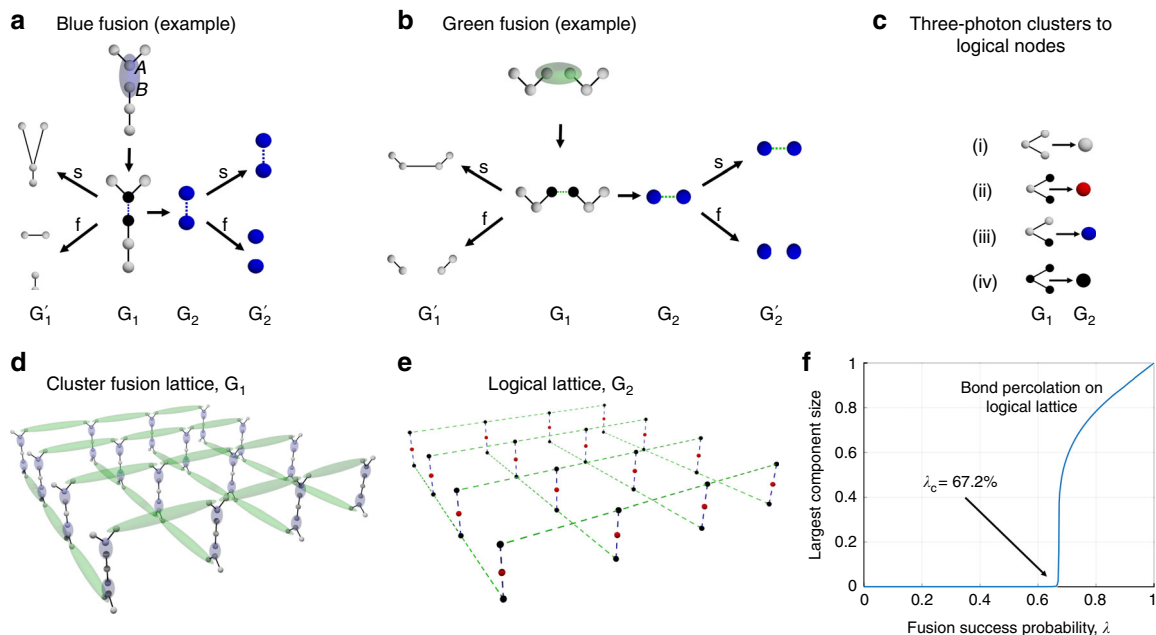 a
Blue fusion (example)
A
B
s
f
s
f
G′₁
G₁
G₂
G′₂
b
Green fusion (example)
s
f
s
f
G′₁
G₁
G₂
G′₂
c
Three-photon clusters to
logical nodes
(i)
(ii)
(iii)
(iv)
G₁
G₂
d
Cluster fusion lattice, G₁
e
Logical lattice, G₂
f
1
0.8
0.6
0.4
0.2
0
Largest component size
Bond percolation on
logical lattice
λc = 67.2%
0
0.2
0.4
0.6
0.8
1
Fusion success probability, λ